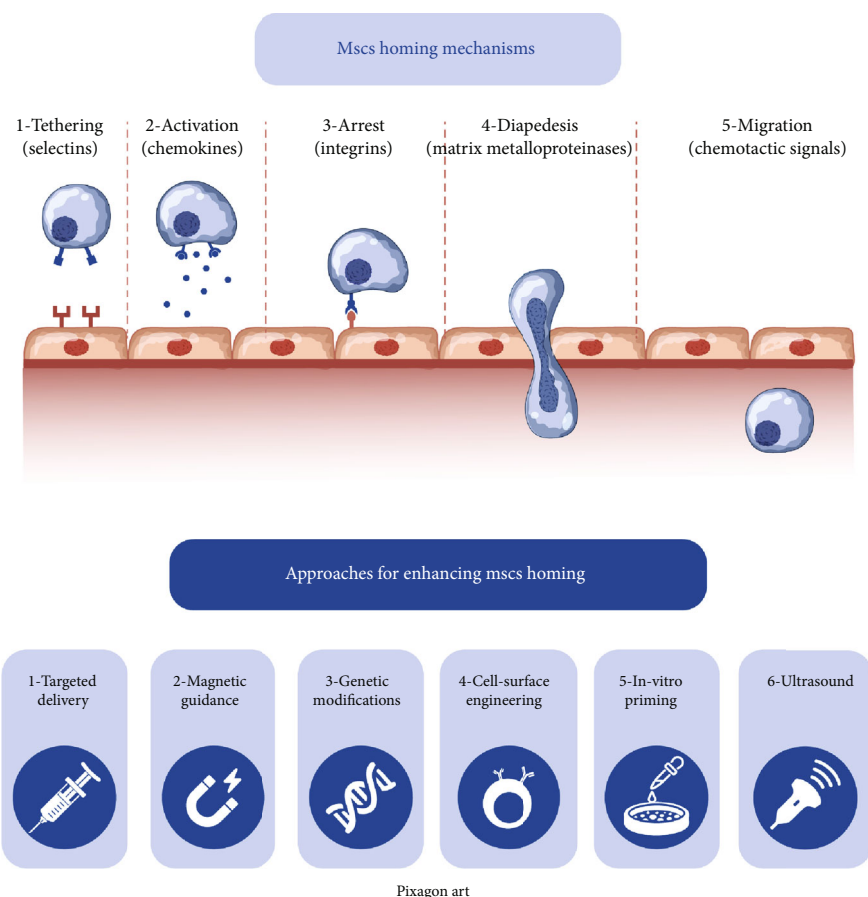 Mscs homing mechanisms
1-Tethering
(selectins)
2-Activation
(chemokines)
3-Arrest
(integrins)
4-Diapedesis
(matrix metalloproteinases)
5-Migration
(chemotactic signals)
Approaches for enhancing mscs homing
1-Targeted
delivery
2-Magnetic
guidance
3-Genetic
modifications
4-Cell-surface
engineering
5-In-vitro
priming
6-Ultrasound
Pixagon art